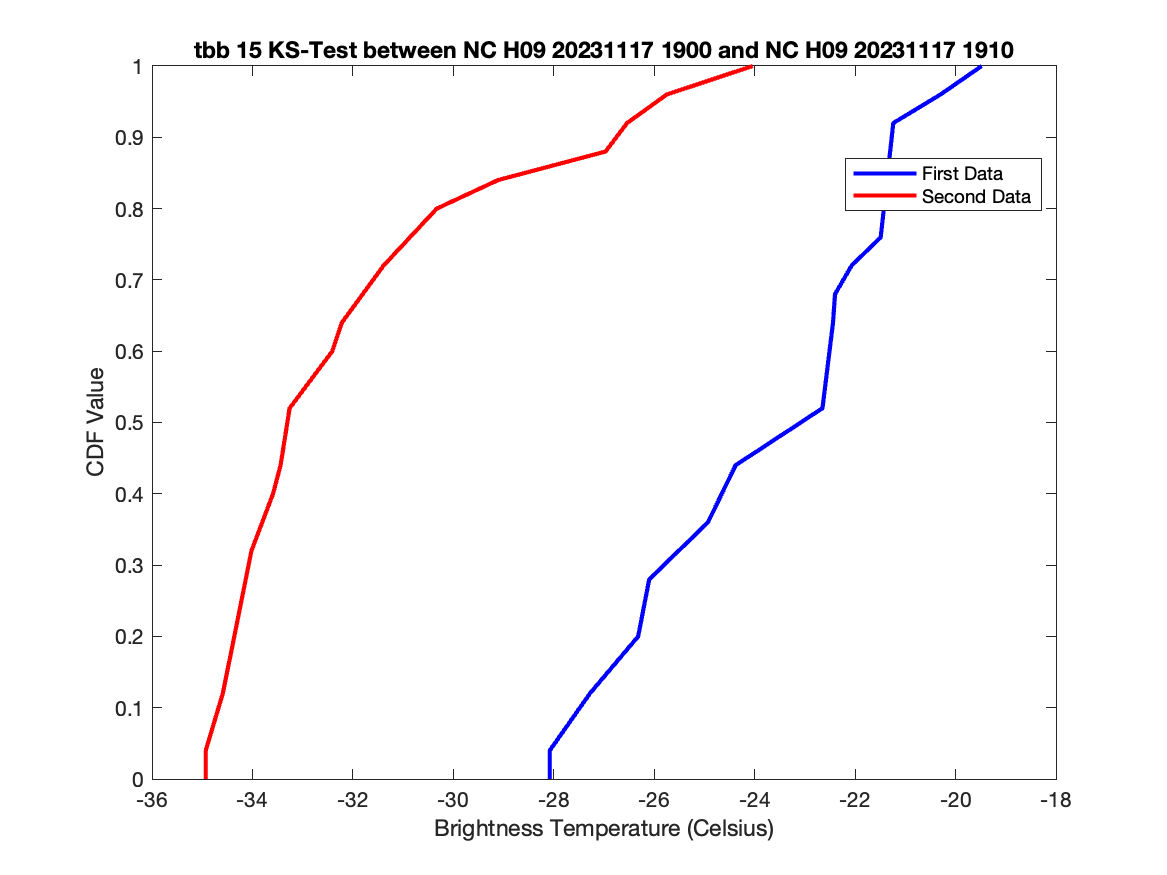 tbb 15 KS-Test between NC H09 20231117 1900 and NC H09 20231117 1910
1
0.9
0.8
0.7
0.6
0.5
0.4
0.3
0.2
0.1
0
CDF Value
First Data
Second Data
-36 -34 -32 -30 -28 -26 -24 -22 -20 -18
Brightness Temperature (Celsius)